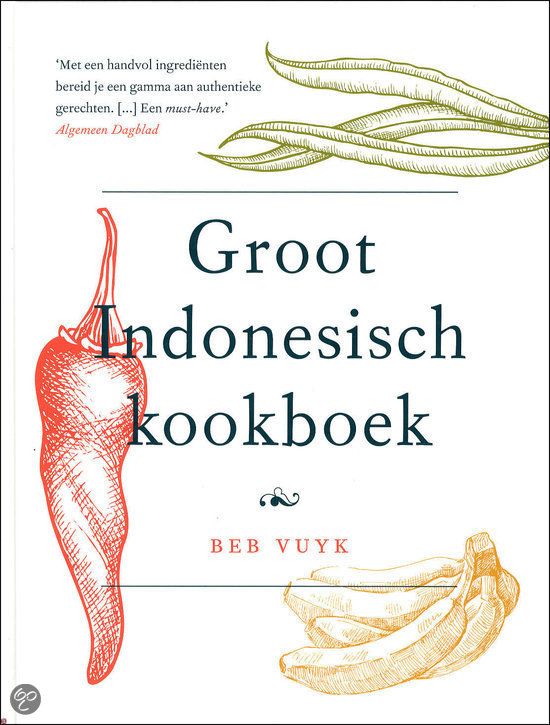 ‘Met een handvol ingrediënten
bereid je een gamma aan authentieke
gerechten. [...] Een must-have.’
Algemeen Dagblad
Groot
Indonesisch
kookboek
BEB VUYK
bol